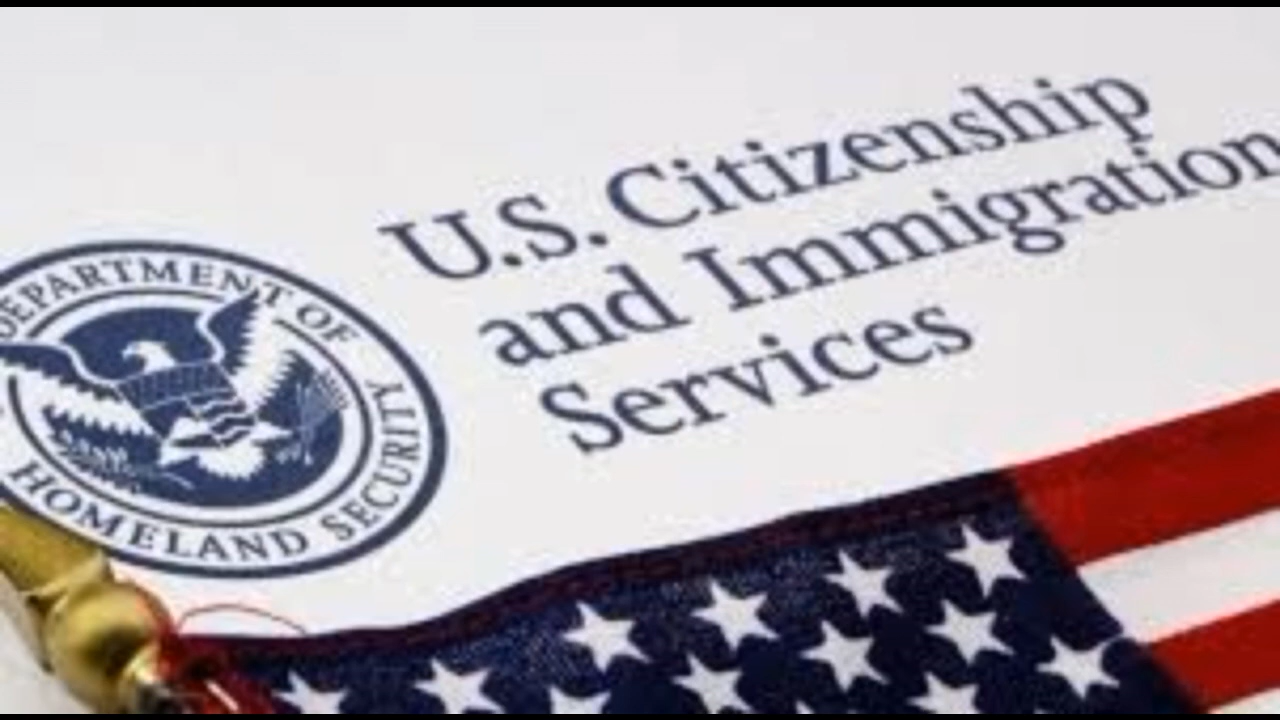 U.S. Citizenship
and Immigration
Services
DEPARTMENT OF
HOMELAND SECURITY